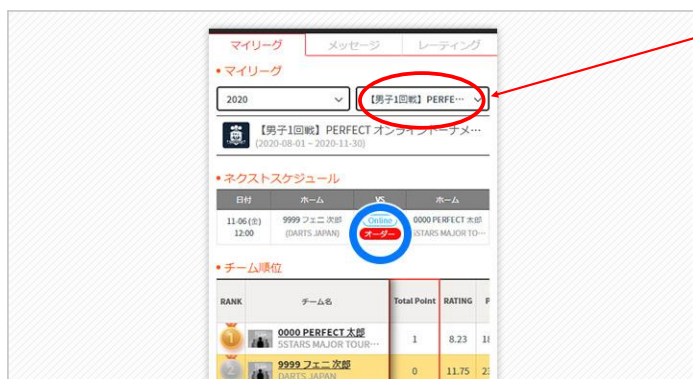 マイリーグ メッセージ レーティング
・マイリーグ
2020 【男子1回戦】PERFE…
【男子1回戦】PERFECT オンライントーナメ…
(2020-08-01 ~ 2020-11-30)
・ネクストスケジュール
日付 ホーム VS ホーム
11-06 (金) 9999 フェニ 次郎 Online 0000 PERFECT 太郎
12:00 (DARTS JAPAN) オーダー 5STARS MAJOR TO…
・チーム順位
RANK チーム名 Total Point RATING
1 0000 PERFECT 太郎 1 8.23
5STARS MAJOR TOUR…
2 9999 フェニ 次郎 0 11.75
DARTS JAPAN